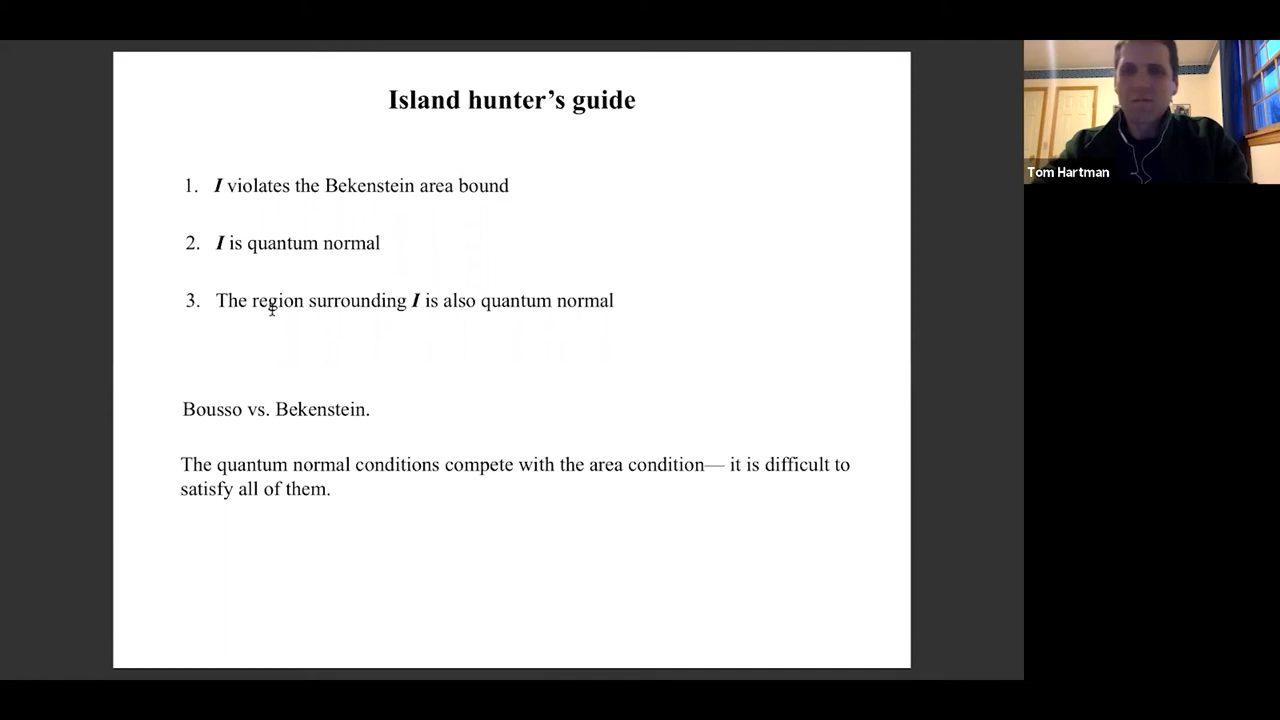 Island hunter’s guide
1. I violates the Bekenstein area bound
2. I is quantum normal
3. The region surrounding I is also quantum normal
Bousso vs. Bekenstein.
The quantum normal conditions compete with the area condition— it is difficult to
satisfy all of them.
Tom Hartman